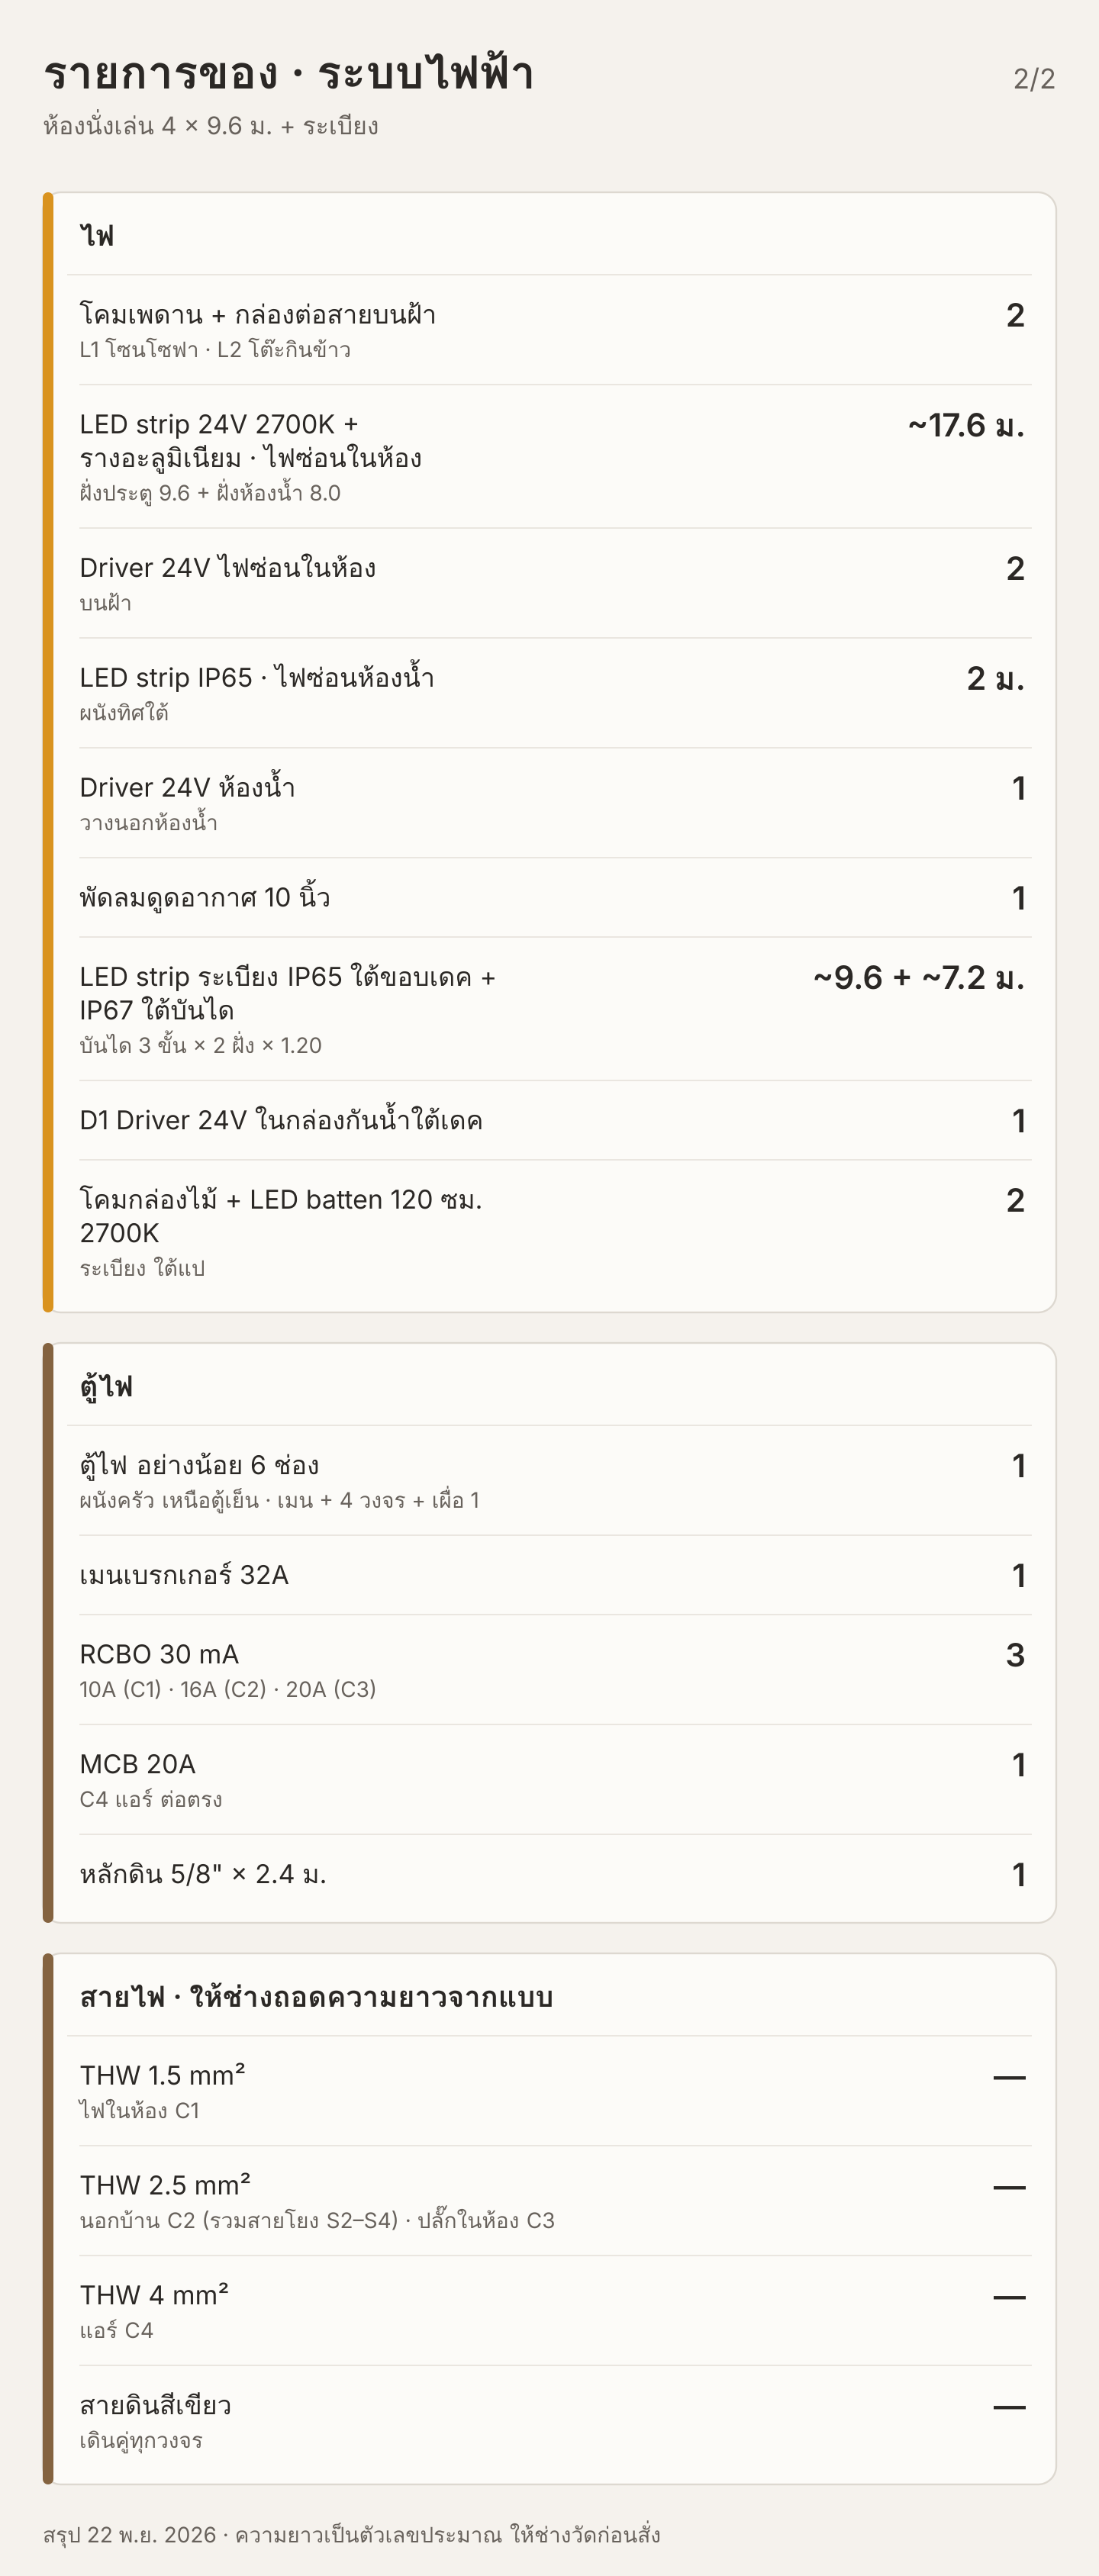 รายการของ · ระบบไฟฟ้า
2/2
ห้องนั่งเล่น 4 × 9.6 ม. + ระเบียง
ไฟ
โคมเพดาน + กล่องต่อสายบนฝ้า
2
L1 โซนโซฟา · L2 โต๊ะกินข้าว
LED strip 24V 2700K +
~17.6 ม.
รางอะลูมิเนียม · ไฟซ่อนในห้อง
ฝั่งประตู 9.6 + ฝั่งห้องน้ำ 8.0
Driver 24V ไฟซ่อนในห้อง
2
บนฝ้า
LED strip IP65 · ไฟซ่อนห้องน้ำ
2 ม.
ผนังทิศใต้
Driver 24V ห้องน้ำ
1
วางนอกห้องน้ำ
พัดลมดูดอากาศ 10 นิ้ว
1
LED strip ระเบียง IP65 ใต้ขอบเดค +
~9.6 + ~7.2 ม.
IP67 ใต้บันได
บันได 3 ขั้น × 2 ฝั่ง × 1.20
D1 Driver 24V ในกล่องกันน้ำใต้เดค
1
โคมกล่องไม้ + LED batten 120 ซม.
2
2700K
ระเบียง ใต้แป
ตู้ไฟ
ตู้ไฟ อย่างน้อย 6 ช่อง
1
ผนังครัว เหนือตู้เย็น · เมน + 4 วงจร + เผื่อ 1
เมนเบรกเกอร์ 32A
1
RCBO 30 mA
3
10A (C1) · 16A (C2) · 20A (C3)
MCB 20A
1
C4 แอร์ ต่อตรง
หลักดิน 5/8" × 2.4 ม.
1
สายไฟ · ให้ช่างถอดความยาวจากแบบ
THW 1.5 mm²
—
ไฟในห้อง C1
THW 2.5 mm²
—
นอกบ้าน C2 (รวมสายโยง S2–S4) · ปลั๊กในห้อง C3
THW 4 mm²
—
แอร์ C4
สายดินสีเขียว
—
เดินคู่ทุกวงจร
สรุป 22 พ.ย. 2026 · ความยาวเป็นตัวเลขประมาณ ให้ช่างวัดก่อนสั่ง